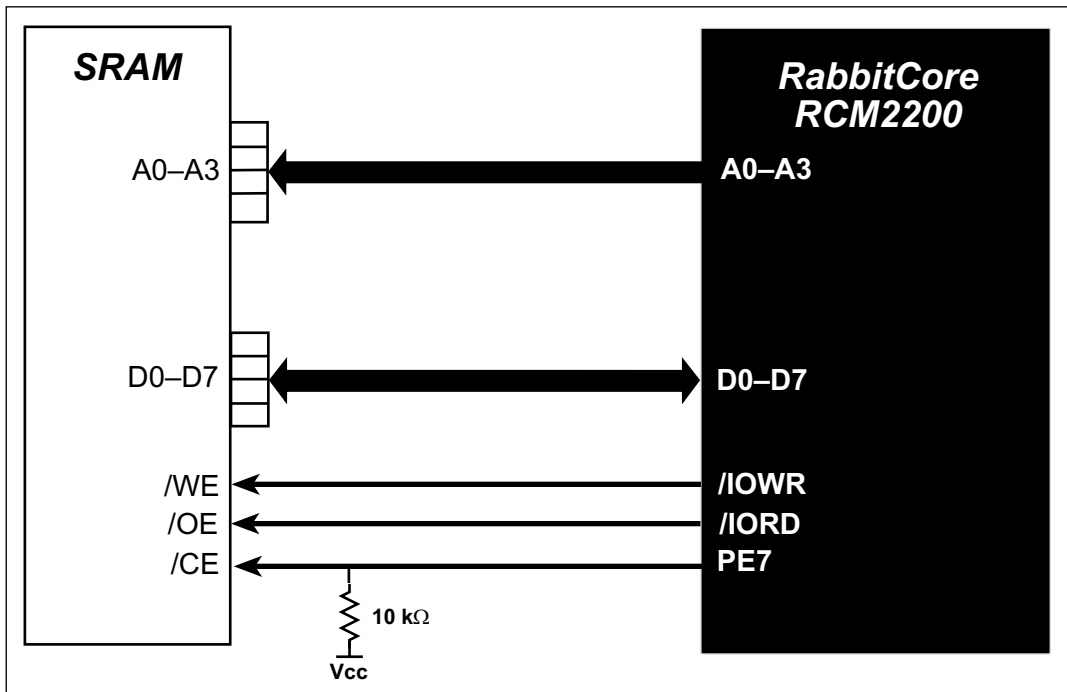 SRAM
A0–A3
D0–D7
/WE
/OE
/CE
10 kΩ
Vcc
RabbitCore
RCM2200
A0–A3
D0–D7
/IOWR
/IORD
PE7